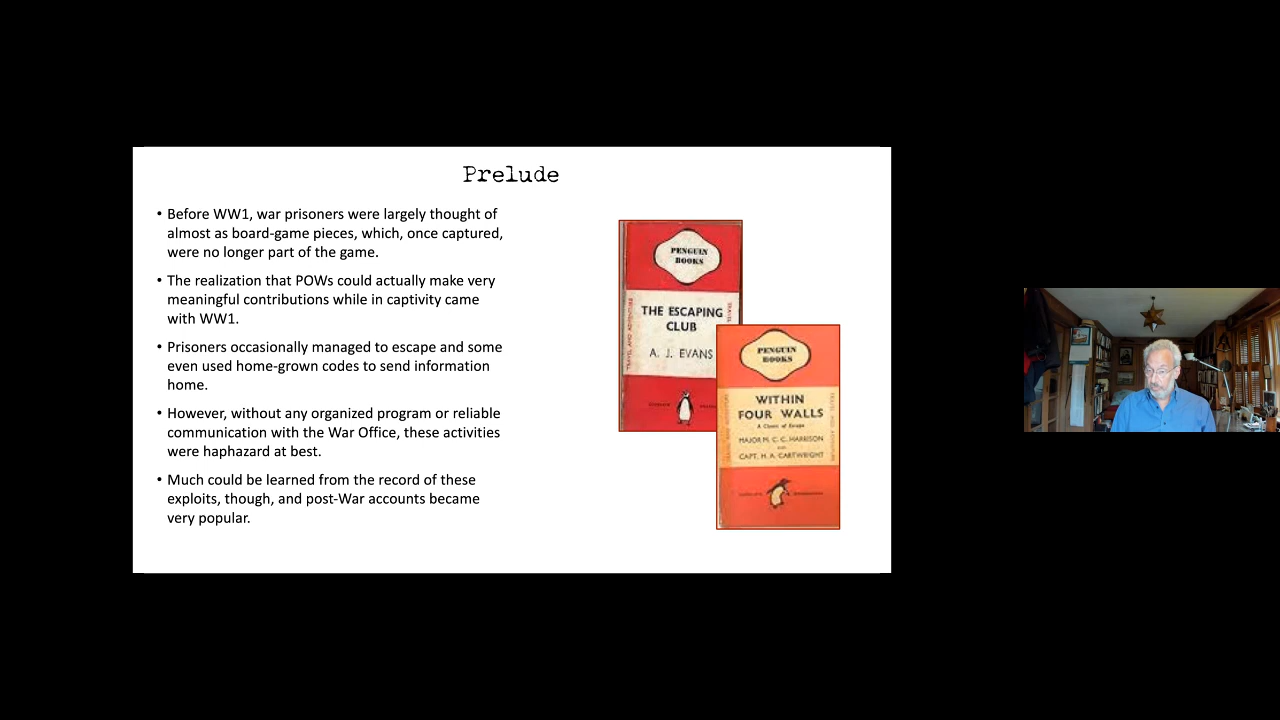 Prelude
• Before WW1, war prisoners were largely thought of
almost as board-game pieces, which, once captured,
were no longer part of the game.
• The realization that POWs could actually make very
meaningful contributions while in captivity came
with WW1.
• Prisoners occasionally managed to escape and some
even used home-grown codes to send information
home.
• However, without any organized program or reliable
communication with the War Office, these activities
were haphazard at best.
• Much could be learned from the record of these
exploits, though, and post-War accounts became
very popular.
PENGUIN
BOOKS
TRAVEL AND ADVENTURE
THE ESCAPING
CLUB
A. J. EVANS
PENGUIN
BOOKS
WITHIN
FOUR WALLS
A Classic of Escape
MAJOR M. C. C. HARRISON
CAPT. H. A. CARTWRIGHT
TRAVEL AND ADVENTURE